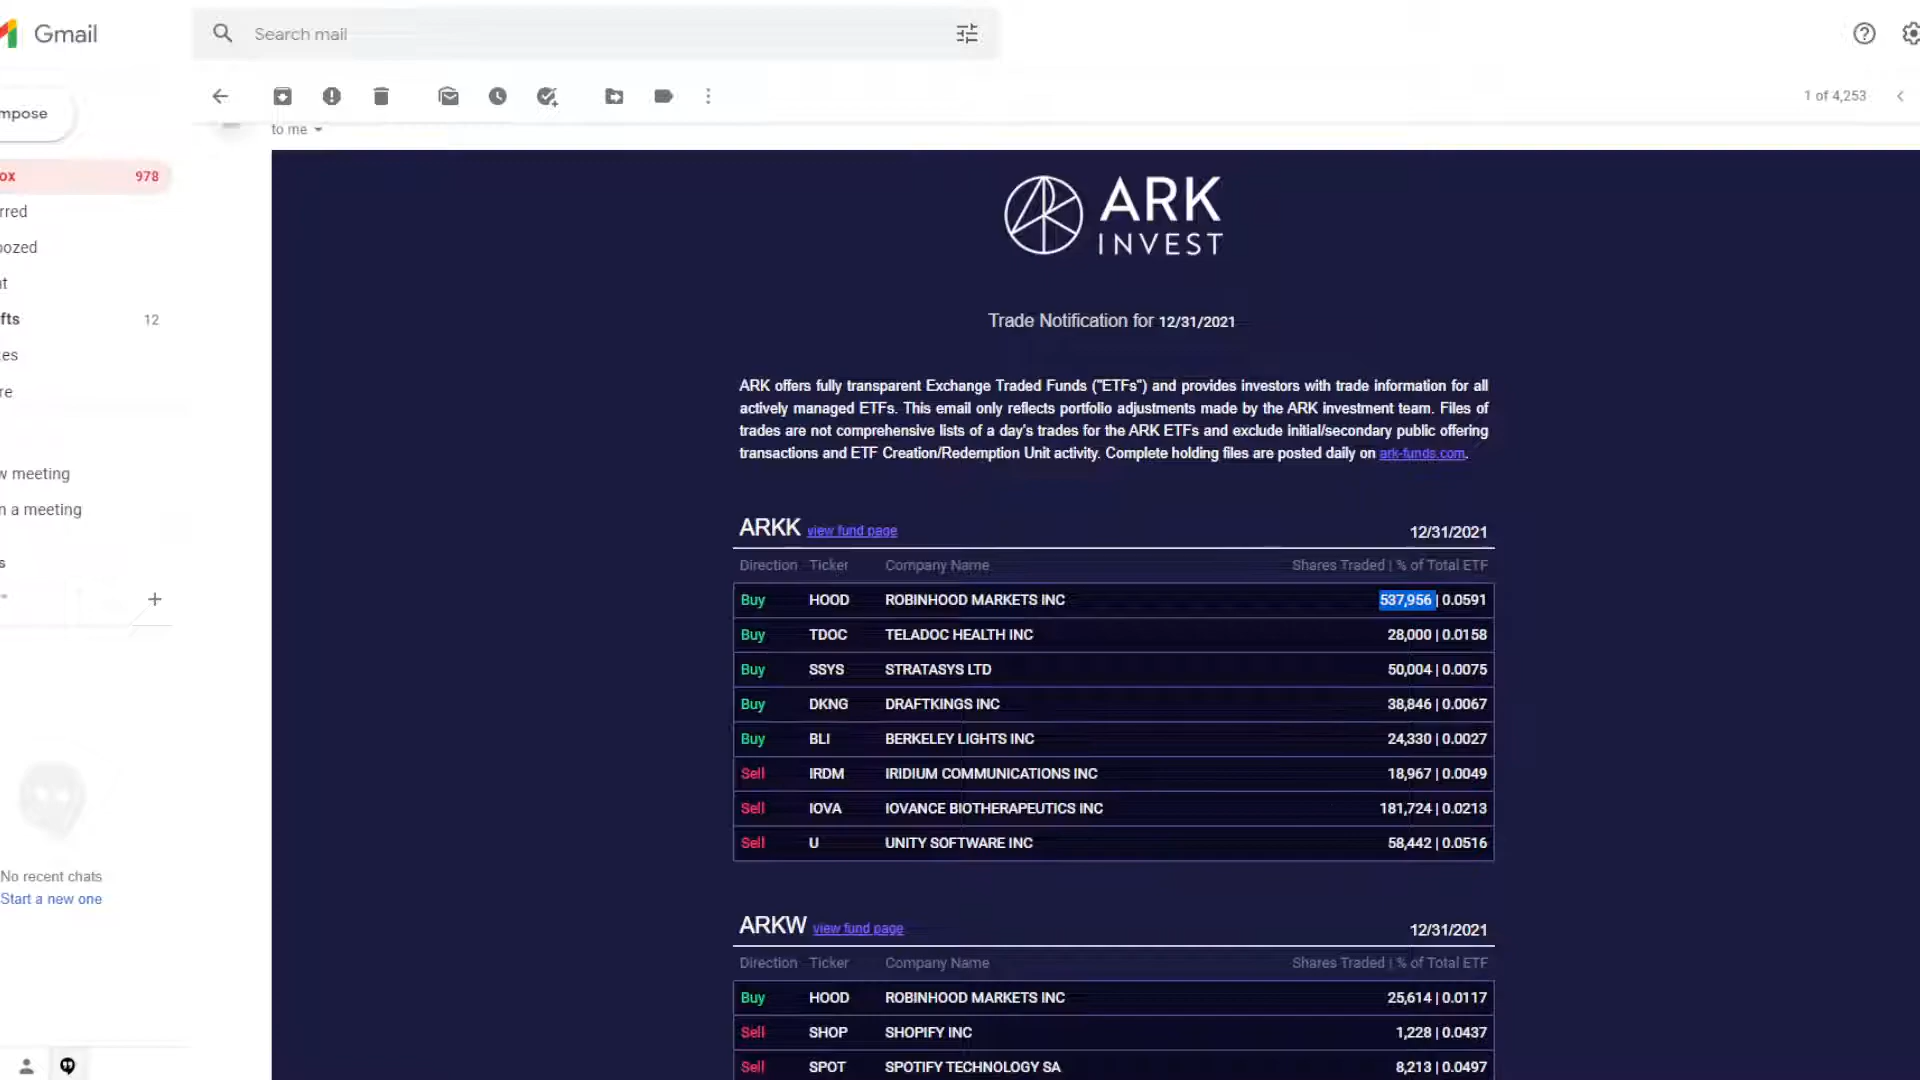 Gmail
Search mail
mpose
1 of 4,253
to me
ox 978
rred
oozed
nt
fts 12
es
re
w meeting
n a meeting
s
No recent chats
Start a new one
ARK
INVEST
Trade Notification for 12/31/2021
ARK offers fully transparent Exchange Traded Funds ("ETFs") and provides investors with trade information for all
actively managed ETFs. This email only reflects portfolio adjustments made by the ARK investment team. Files of
trades are not comprehensive lists of a day's trades for the ARK ETFs and exclude initial/secondary public offering
transactions and ETF Creation/Redemption Unit activity. Complete holding files are posted daily on ark-funds.com.
ARKK view fund page 12/31/2021
Direction Ticker Company Name Shares Traded | % of Total ETF
Buy HOOD ROBINHOOD MARKETS INC 537,956 | 0.0591
Buy TDOC TELADOC HEALTH INC 28,000 | 0.0158
Buy SSYS STRATASYS LTD 50,004 | 0.0075
Buy DKNG DRAFTKINGS INC 38,846 | 0.0067
Buy BLI BERKELEY LIGHTS INC 24,330 | 0.0027
Sell IRDM IRIDIUM COMMUNICATIONS INC 18,967 | 0.0049
Sell IOVA IOVANCE BIOTHERAPEUTICS INC 181,724 | 0.0213
Sell U UNITY SOFTWARE INC 58,442 | 0.0516
ARKW view fund page 12/31/2021
Direction Ticker Company Name Shares Traded | % of Total ETF
Buy HOOD ROBINHOOD MARKETS INC 25,614 | 0.0117
Sell SHOP SHOPIFY INC 1,228 | 0.0437
Sell SPOT SPOTIFY TECHNOLOGY SA 8,213 | 0.0497